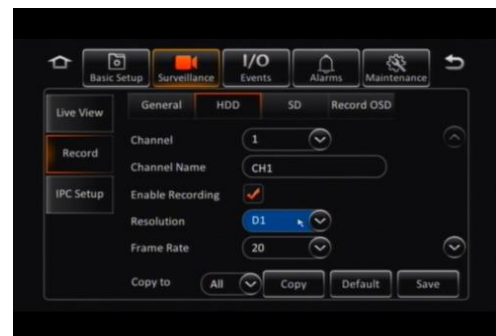 Basic Setup
Surveillance
I/O
Events
Alarms
Maintenance
Live View
Record
IPC Setup
General HDD SD Record OSD
Channel 1
Channel Name CH1
Enable Recording
Resolution D1
Frame Rate 20
Copy to All Copy Default Save